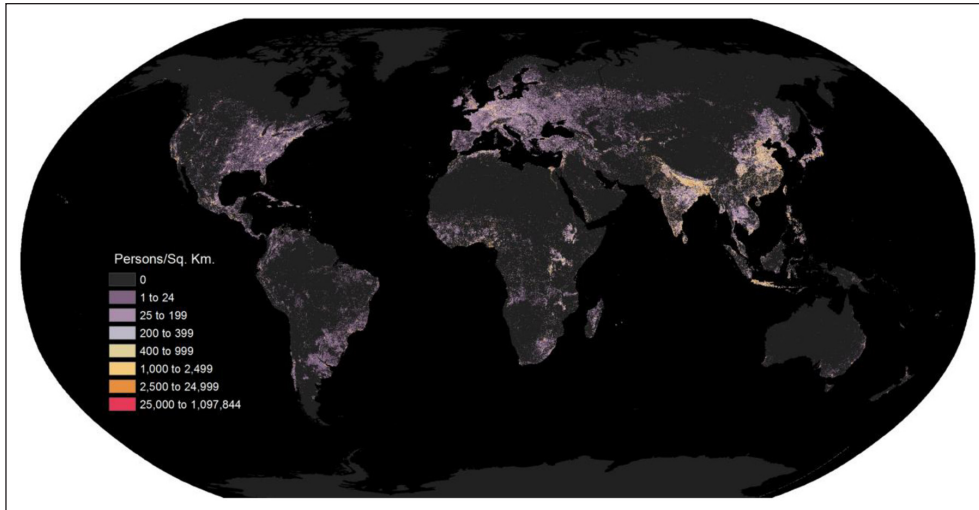 Persons/Sq. Km.
0
1 to 24
25 to 199
200 to 399
400 to 999
1,000 to 2,499
2,500 to 24,999
25,000 to 1,097,844